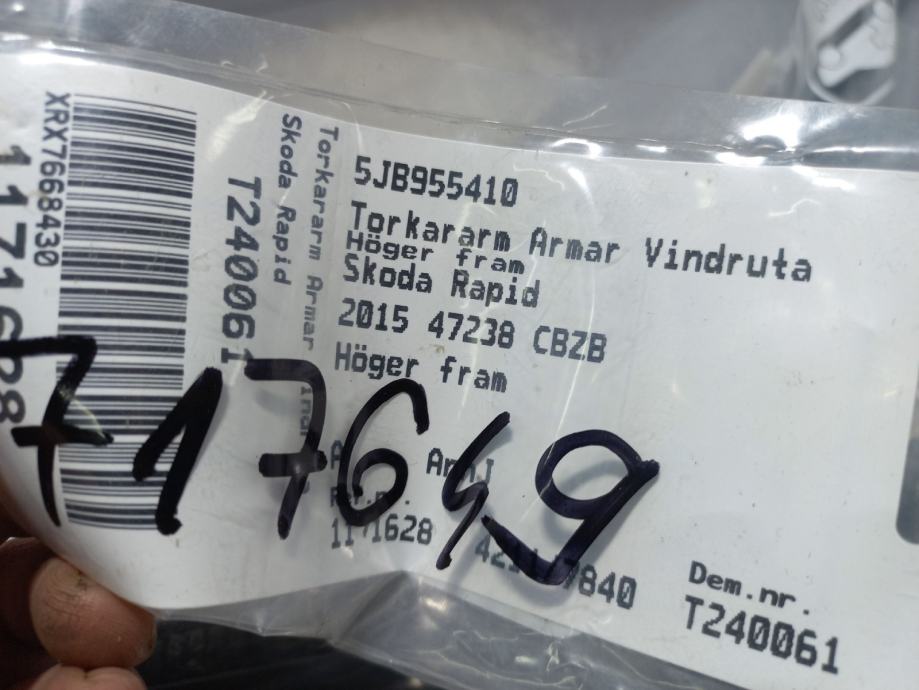 XRX7668430
T240061
Skoda Rapid
Torkararm Armar
5JB955410
Torkararm Armar Vindruta
Höger fram
Skoda Rapid
2015 47238 CBZB
Höger fram
717649
Dem.nr.
T240061